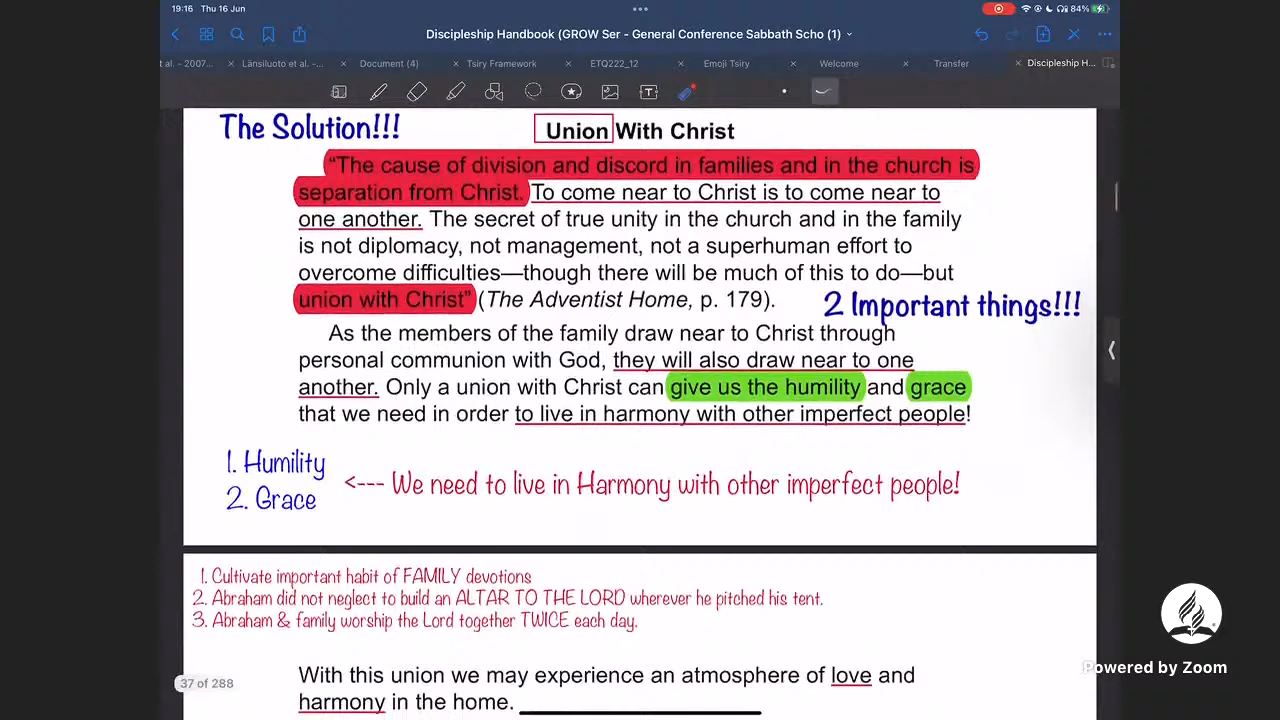 19:16 Thu 16 Jun
84%
Discipleship Handbook (GROW Ser - General Conference Sabbath Scho (1)
t al. - 2007... Länsiluoto et al. -... Document (4) Tsiry Framework ETQ222_12 Emoji Tsiry Welcome Transfer Discipleship H...
The Solution!!!
Union With Christ
“The cause of division and discord in families and in the church is
separation from Christ. To come near to Christ is to come near to
one another. The secret of true unity in the church and in the family
is not diplomacy, not management, not a superhuman effort to
overcome difficulties—though there will be much of this to do—but
union with Christ” (The Adventist Home, p. 179).
2 Important things!!!
As the members of the family draw near to Christ through
personal communion with God, they will also draw near to one
another. Only a union with Christ can give us the humility and grace
that we need in order to live in harmony with other imperfect people!
1. Humility
2. Grace
<--- We need to live in Harmony with other imperfect people!
1. Cultivate important habit of FAMILY devotions
2. Abraham did not neglect to build an ALTAR TO THE LORD wherever he pitched his tent.
3. Abraham & family worship the Lord together TWICE each day.
With this union we may experience an atmosphere of love and
harmony in the home.
37 of 288
Powered by Zoom